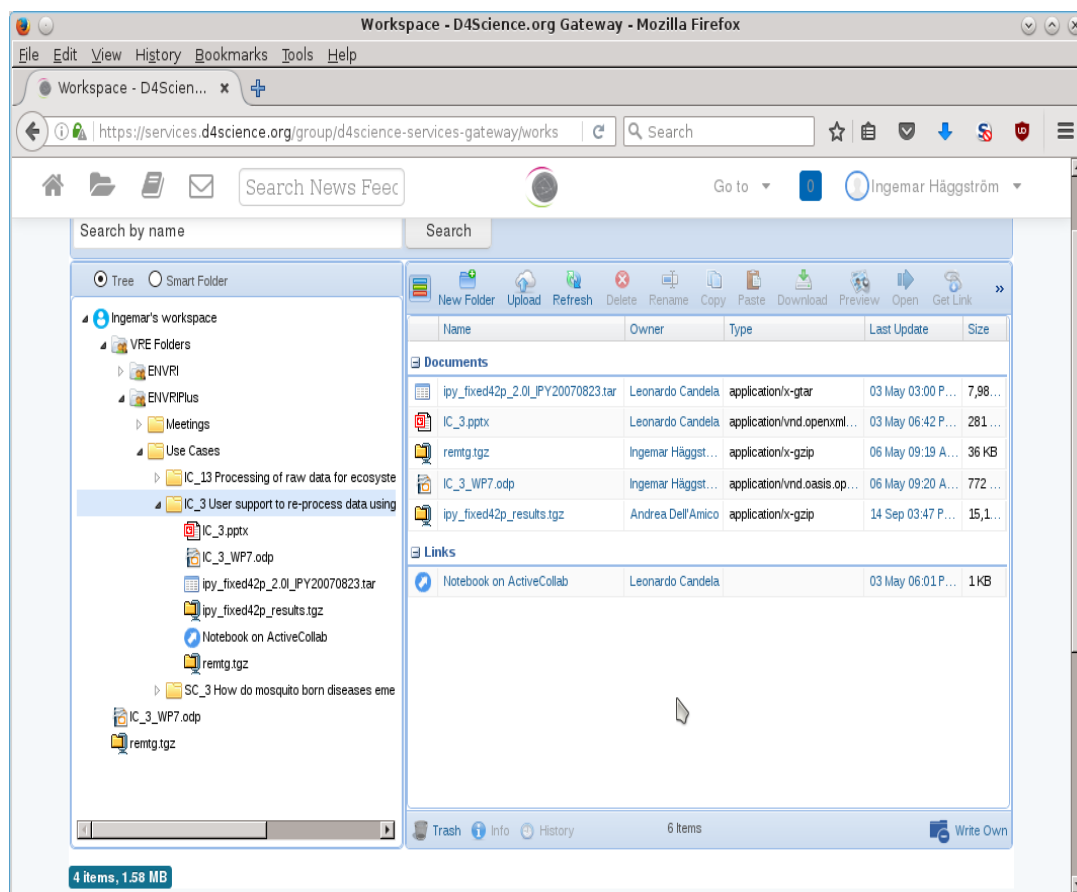 Workspace - D4Science.org Gateway - Mozilla Firefox
File Edit View History Bookmarks Tools Help
Workspace - D4Scien... ×
https://services.d4science.org/group/d4science-services-gateway/works
Search
Search News Feec
Go to
0
Ingemar Häggström
Search by name
Search
Tree Smart Folder
Ingemar's workspace
VRE Folders
ENVRI
ENVRIPlus
Meetings
Use Cases
IC_13 Processing of raw data for ecosyste
IC_3 User support to re-process data using
IC_3.pptx
IC_3_WP7.odp
ipy_fixed42p_2.0l_IPY20070823.tar
ipy_fixed42p_results.tgz
Notebook on ActiveCollab
remtg.tgz
SC_3 How do mosquito born diseases eme
IC_3_WP7.odp
remtg.tgz
New Folder Upload Refresh Delete Rename Copy Paste Download Preview Open Get Link »
Name Owner Type Last Update Size
Documents
ipy_fixed42p_2.0l_IPY20070823.tar Leonardo Candela application/x-gtar 03 May 03:00 P... 7,98...
IC_3.pptx Leonardo Candela application/vnd.openxml... 03 May 06:42 P... 281 ...
remtg.tgz Ingemar Häggst... application/x-gzip 06 May 09:19 A... 36 KB
IC_3_WP7.odp Ingemar Häggst... application/vnd.oasis.op... 06 May 09:20 A... 772 ...
ipy_fixed42p_results.tgz Andrea Dell'Amico application/x-gzip 14 Sep 03:47 P... 15,1...
Links
Notebook on ActiveCollab Leonardo Candela 03 May 06:01 P... 1 KB
Trash Info History 6 Items Write Own
4 items, 1.58 MB